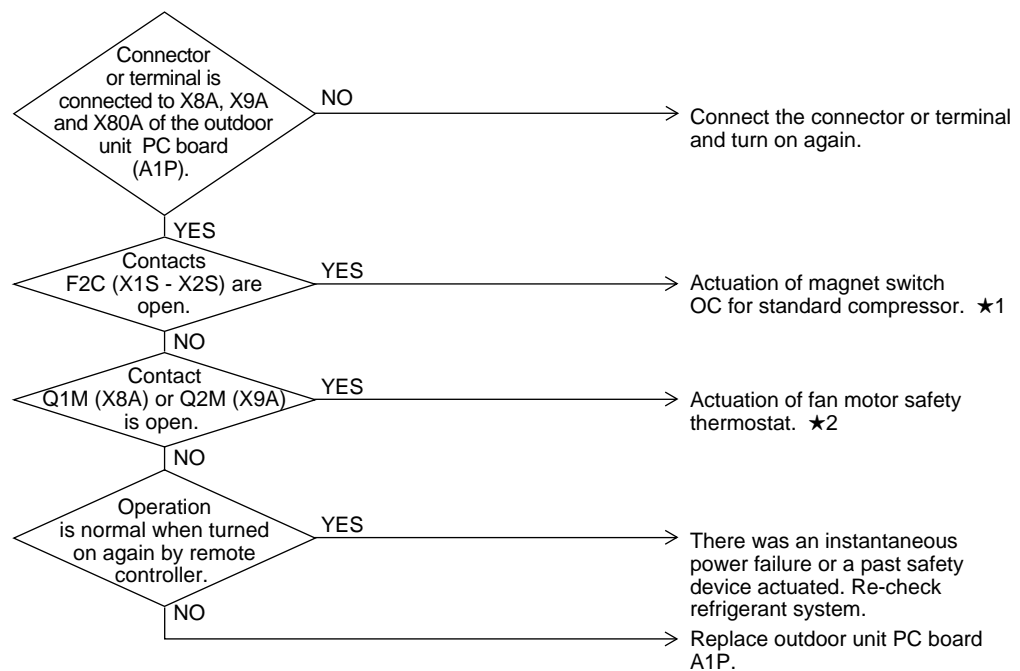 Connector
or terminal is
connected to X8A, X9A
and X80A of the outdoor
unit PC board
(A1P).
NO
Connect the connector or terminal
and turn on again.
YES
Contacts
F2C (X1S - X2S) are
open.
YES
Actuation of magnet switch
OC for standard compressor. ★1
NO
Contact
Q1M (X8A) or Q2M (X9A)
is open.
YES
Actuation of fan motor safety
thermostat. ★2
NO
Operation
is normal when turned
on again by remote
controller.
YES
There was an instantaneous
power failure or a past safety
device actuated. Re-check
refrigerant system.
NO
Replace outdoor unit PC board
A1P.